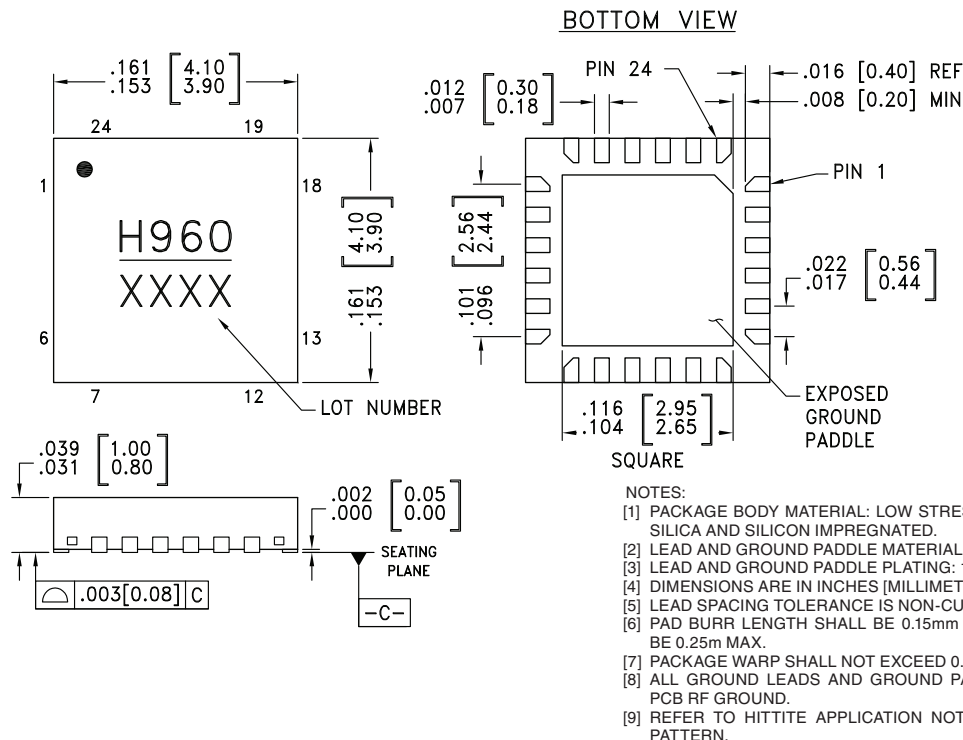 BOTTOM VIEW
.161 [4.10]
.153 [3.90]
24 19
1 18
H960
XXXX
6 13
7 12
LOT NUMBER
.161 [4.10]
.153 [3.90]
PIN 24
.012 [0.30]
.007 [0.18]
.016 [0.40] REF
.008 [0.20] MIN
PIN 1
.101 [2.56]
.096 [2.44]
.022 [0.56]
.017 [0.44]
.116 [2.95]
.104 [2.65]
SQUARE
EXPOSED
GROUND
PADDLE
.039 [1.00]
.031 [0.80]
.002 [0.05]
.000 [0.00]
SEATING
PLANE
.003[0.08] C
-C-
NOTES:
[1] PACKAGE BODY MATERIAL: LOW
SILICA AND SILICON IMPREGNATED.
[2] LEAD AND GROUND PADDLE MATERIAL
[3] LEAD AND GROUND PADDLE PLATING:
[4] DIMENSIONS ARE IN INCHES
[5] LEAD SPACING TOLERANCE IS
[6] PAD BURR LENGTH SHALL BE 0.15mm
BE 0.25m MAX.
[7] PACKAGE WARP SHALL NOT EXCEED
[8] ALL GROUND LEADS AND GROUND
PCB RF GROUND.
[9] REFER TO HITTITE APPLICATION
PATTERN.